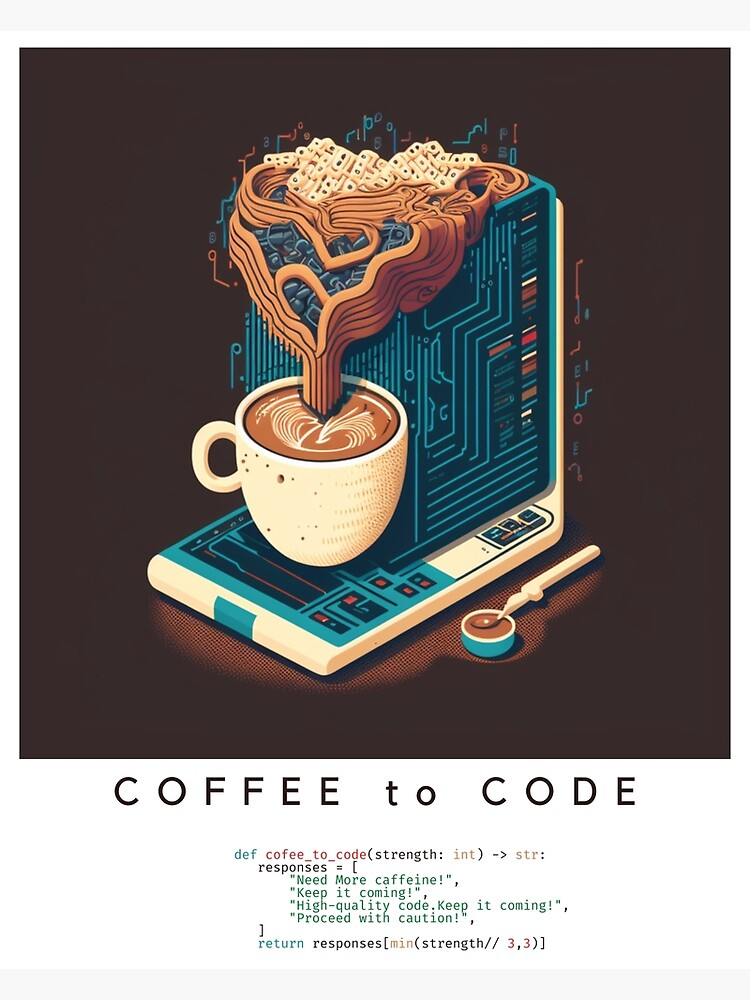 COFFEE to CODE
def cofee_to_code(strength: int) -> str:
responses = [
"Need More caffeine!",
"Keep it coming!",
"High-quality code.Keep it coming!",
"Proceed with caution!",
]
return responses[min(strength// 3,3)]